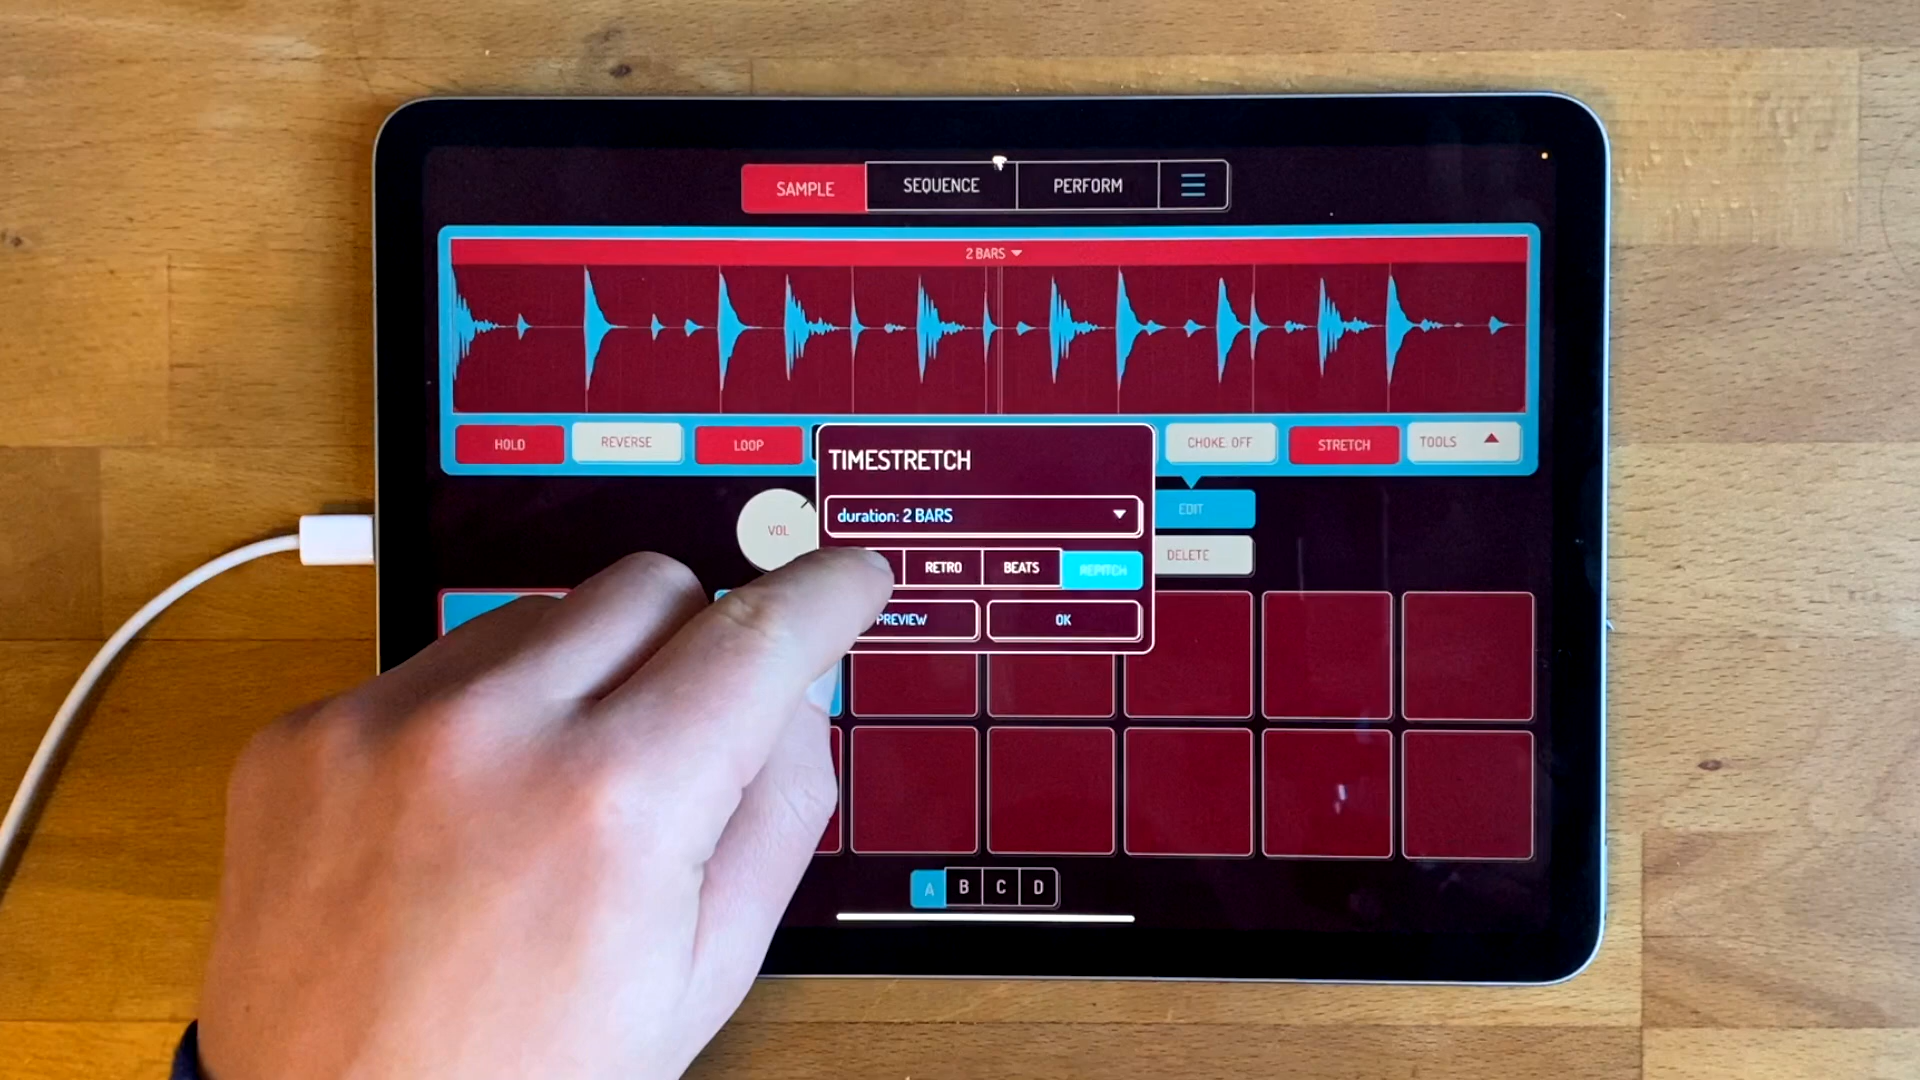 SAMPLE SEQUENCE PERFORM
2 BARS
HOLD REVERSE LOOP CHOKE: OFF STRETCH TOOLS
TIMESTRETCH
duration: 2 BARS
VOL
EDIT
RETRO BEATS REPITCH
DELETE
PREVIEW OK
A B C D